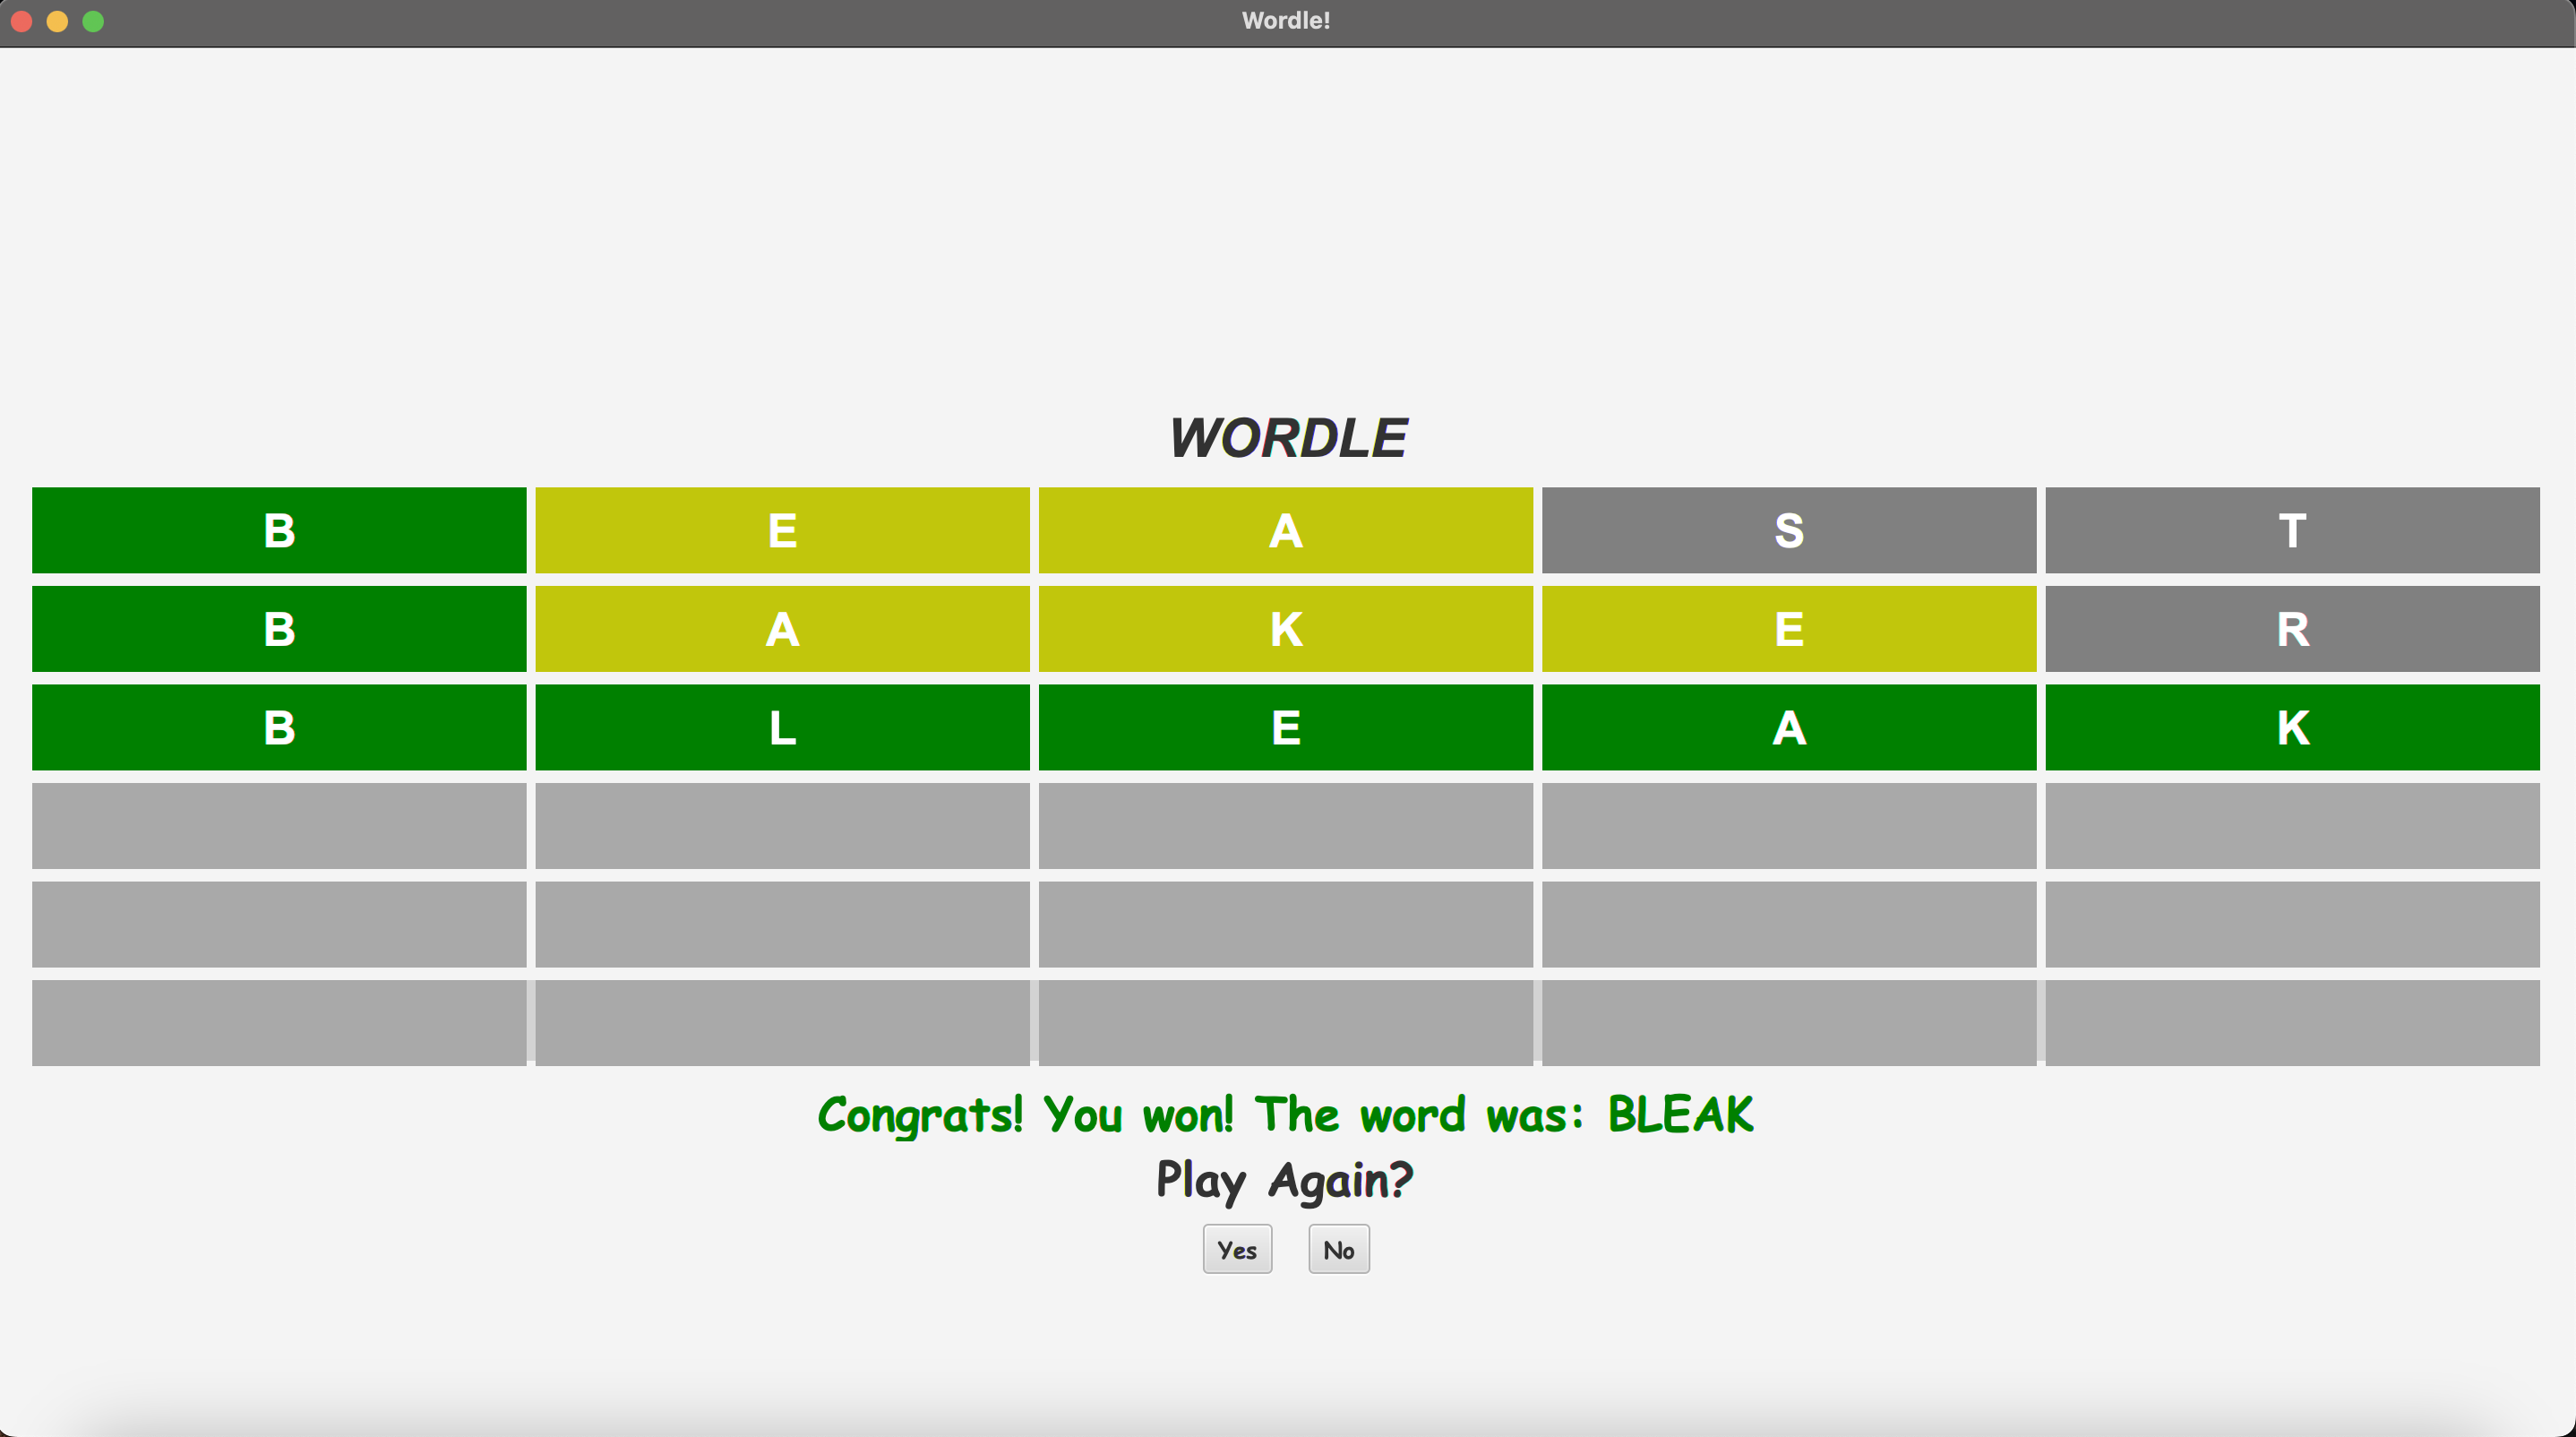 Wordle!
WORDLE
B E A S T
B A K E R
B L E A K
Congrats! You won! The word was: BLEAK
Play Again?
Yes No